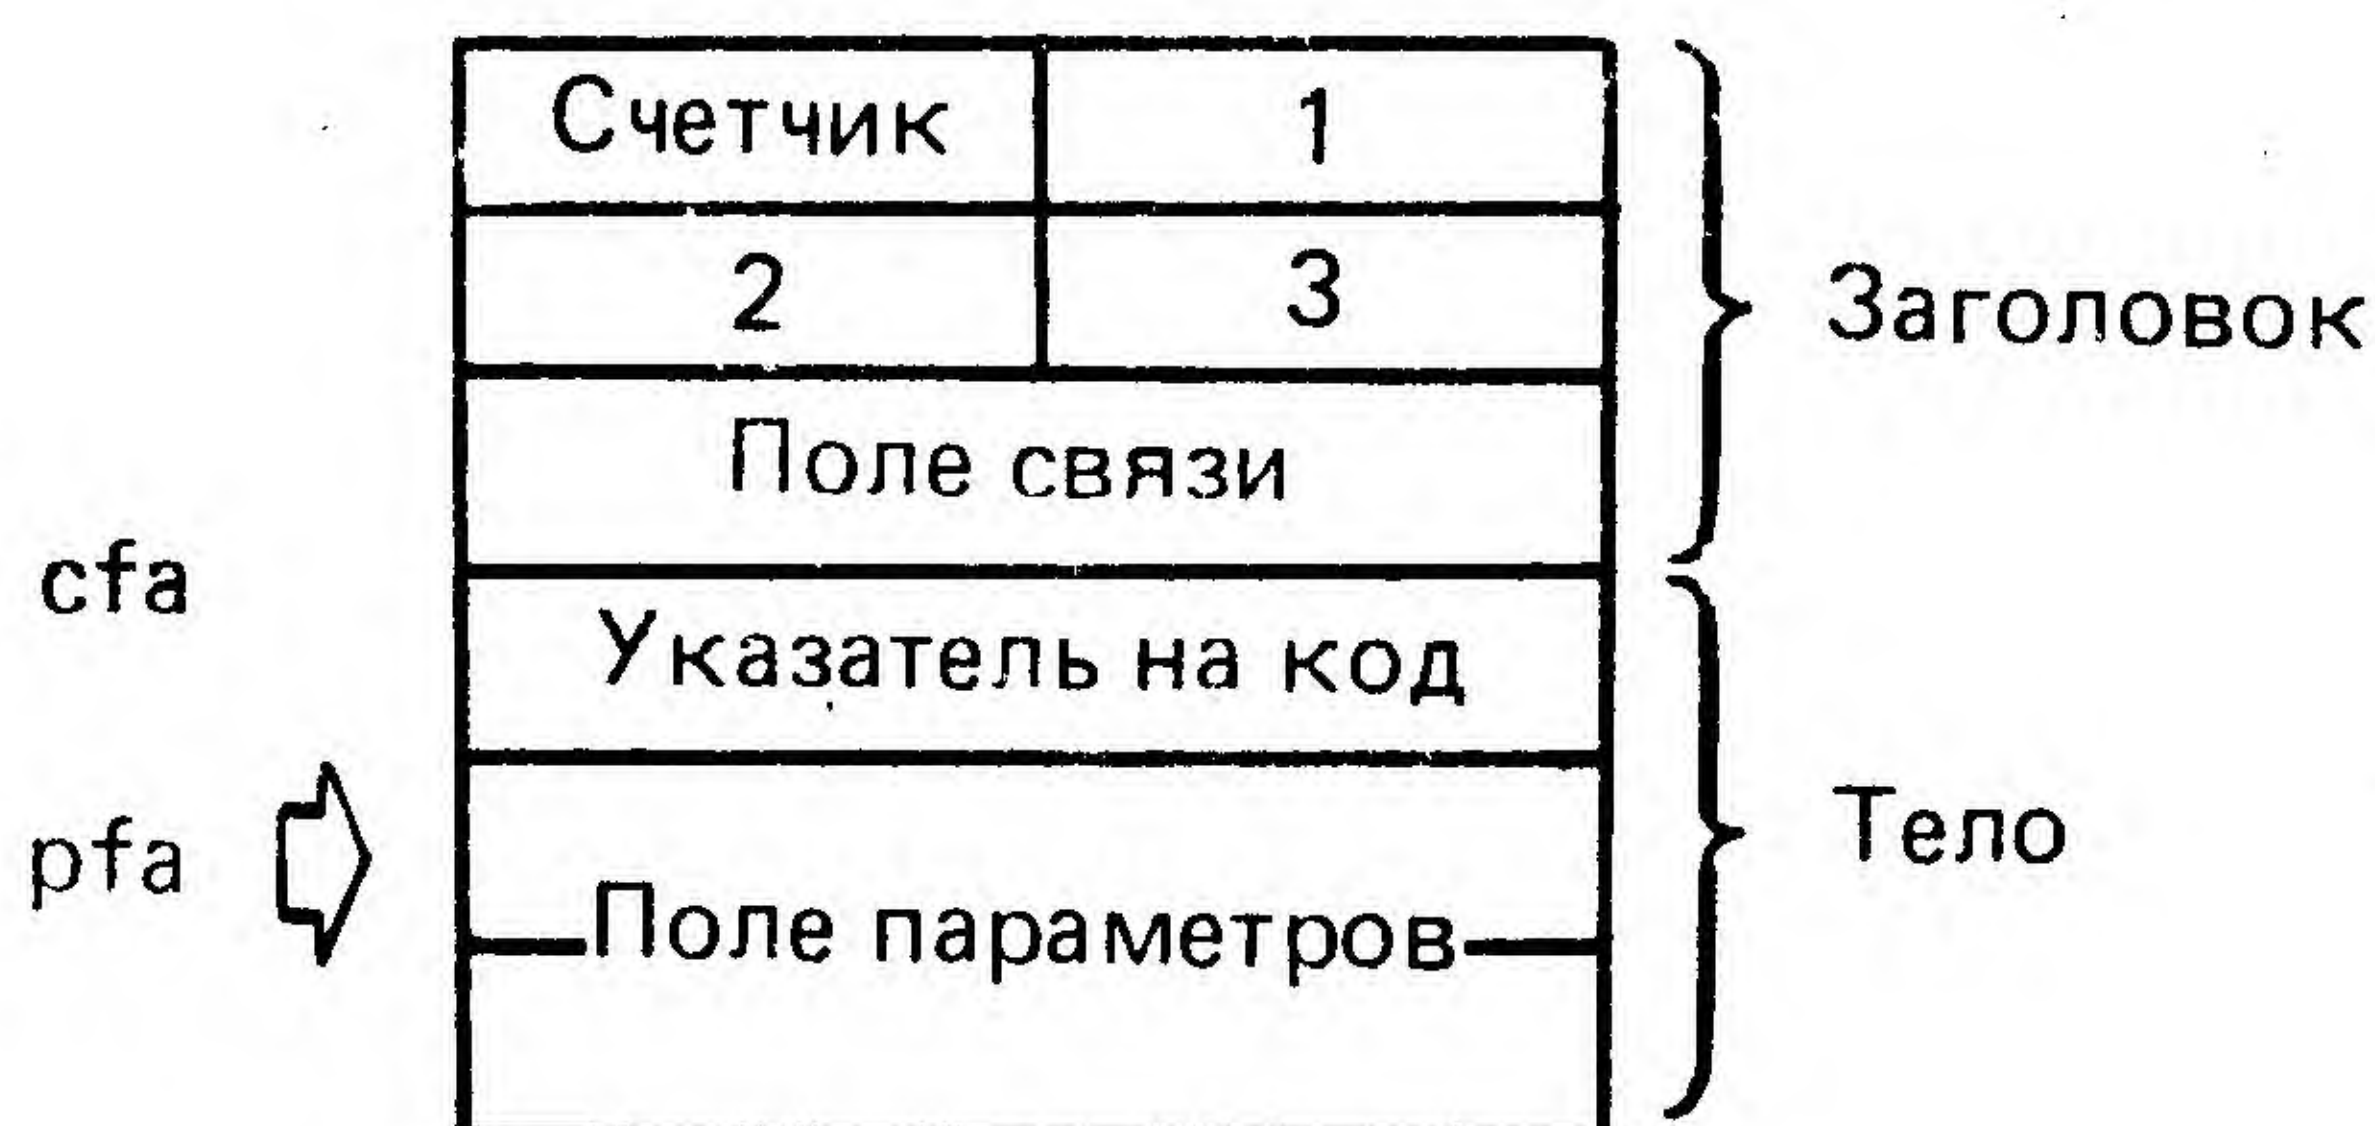 Счетчик 1
2 3
Заголовок
Поле связи
cfa
Указатель на код
pfa
Тело
Поле параметров